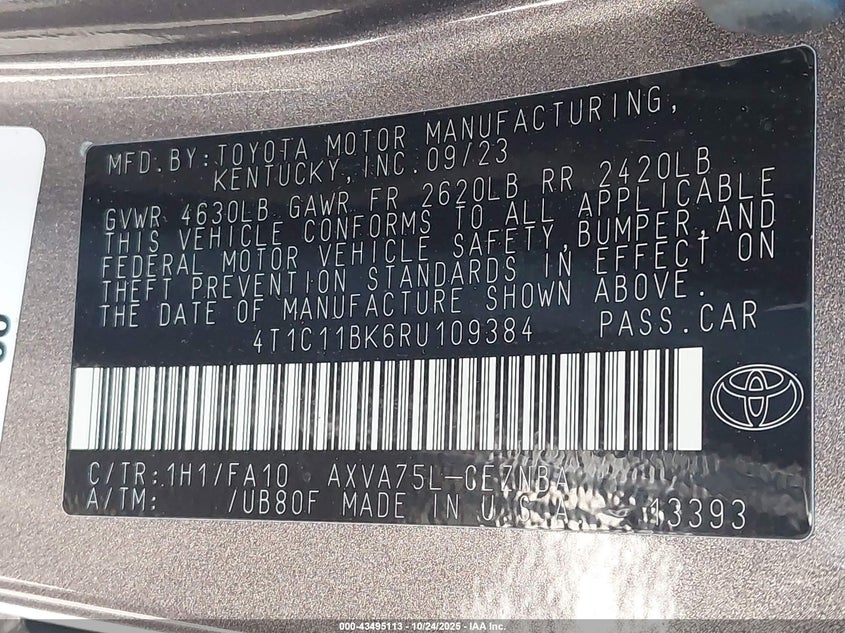 MFD.BY:TOYOTA MOTOR MANUFACTURING,
KENTUCKY,INC.09/23
GVWR 4630LB GAWR FR 2620LB RR 2420LB
THIS VEHICLE CONFORMS TO ALL APPLICABLE
FEDERAL MOTOR VEHICLE SAFETY,BUMPER,AND
THEFT PREVENTION STANDARDS IN EFFECT ON
THE DATE OF MANUFACTURE SHOWN ABOVE.
4T1C11BK6RU109384 PASS.CAR
C/TR:1H1/FA10 AXVA75L-CEZNBA
A/TM: /UB80F MADE IN U.S.A. 13393
000-43495113 - 10/24/2025 - IAA Inc.